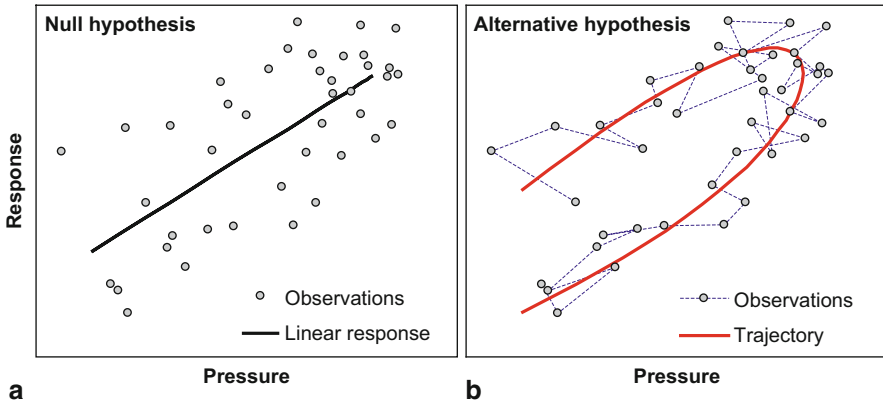 Null hypothesis
Response
Observations
Linear response
Pressure
a
Alternative hypothesis
Observations
Trajectory
Pressure
b